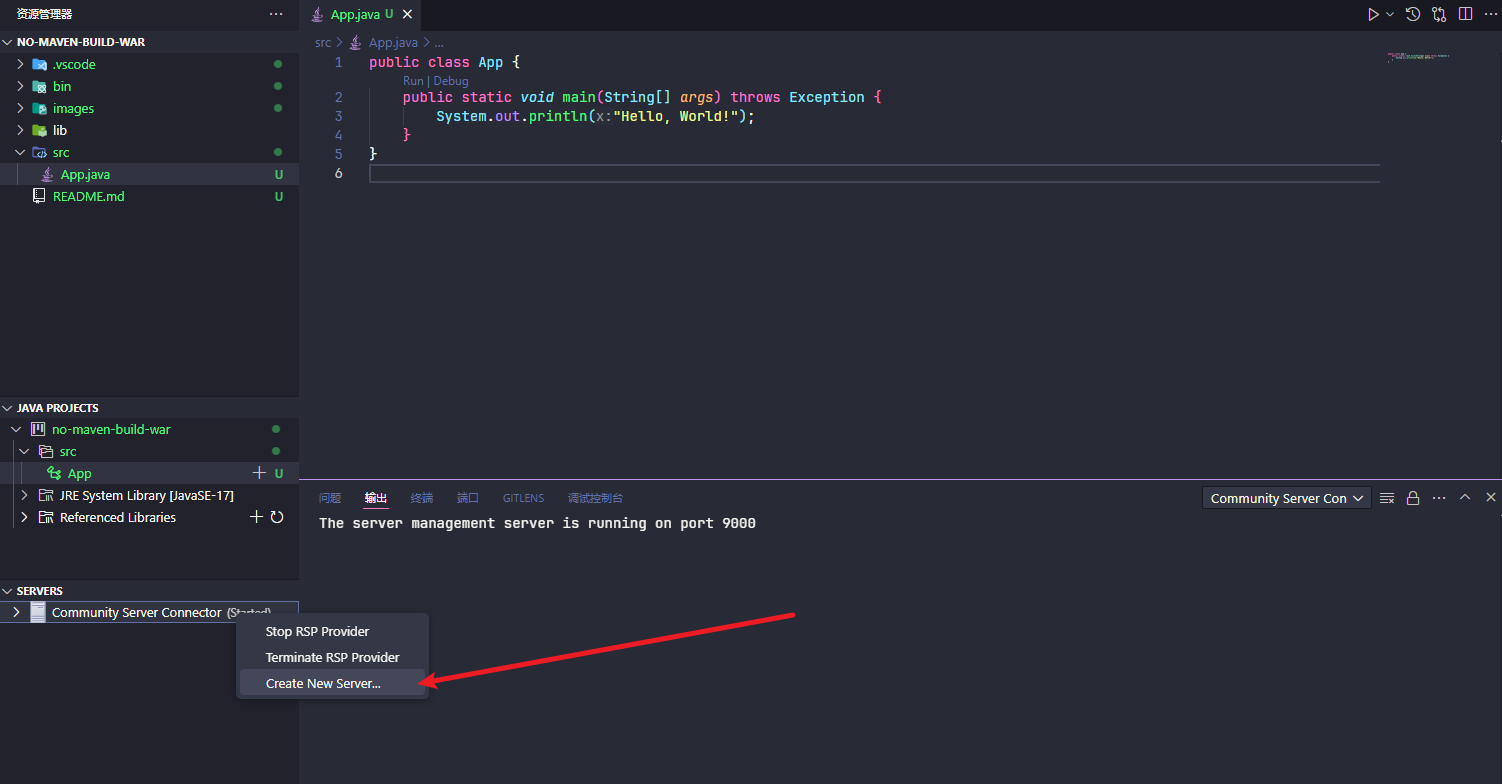 资源管理器
NO-MAVEN-BUILD-WAR
.vscode
bin
images
lib
src
App.java U
README.md U
JAVA PROJECTS
no-maven-build-war
src
App U
JRE System Library [JavaSE-17]
Referenced Libraries
SERVERS
Community Server Connector (Started)
Stop RSP Provider
Terminate RSP Provider
Create New Server...
App.java U
src > App.java > ...
1 public class App {
Run | Debug
2 public static void main(String[] args) throws Exception {
3 System.out.println(x:"Hello, World!");
4 }
5 }
6
问题 输出 终端 端口 GITLENS 调试控制台 Community Server Con
The server management server is running on port 9000